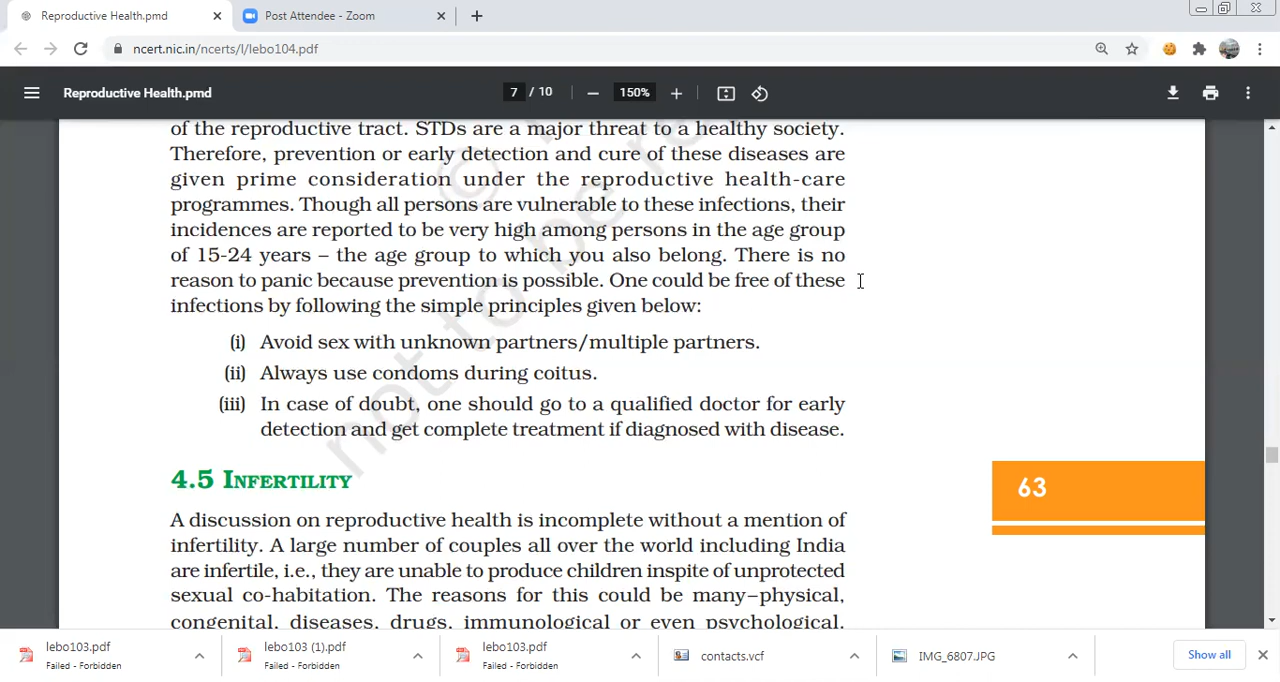 Reproductive Health.pmd
Post Attendee - Zoom
ncert.nic.in/ncerts/l/lebo104.pdf
Reproductive Health.pmd
7 / 10
150%
of the reproductive tract. STDs are a major threat to a healthy society.
Therefore, prevention or early detection and cure of these diseases are
given prime consideration under the reproductive health-care
programmes. Though all persons are vulnerable to these infections, their
incidences are reported to be very high among persons in the age group
of 15-24 years – the age group to which you also belong. There is no
reason to panic because prevention is possible. One could be free of these
infections by following the simple principles given below:
(i) Avoid sex with unknown partners/multiple partners.
(ii) Always use condoms during coitus.
(iii) In case of doubt, one should go to a qualified doctor for early
detection and get complete treatment if diagnosed with disease.
4.5 INFERTILITY
63
A discussion on reproductive health is incomplete without a mention of
infertility. A large number of couples all over the world including India
are infertile, i.e., they are unable to produce children inspite of unprotected
sexual co-habitation. The reasons for this could be many–physical,
congenital, diseases, drugs, immunological or even psychological.
© 
not to be re
lebo103.pdf
Failed - Forbidden
lebo103 (1).pdf
Failed - Forbidden
lebo103.pdf
Failed - Forbidden
contacts.vcf
IMG_6807.JPG
Show all